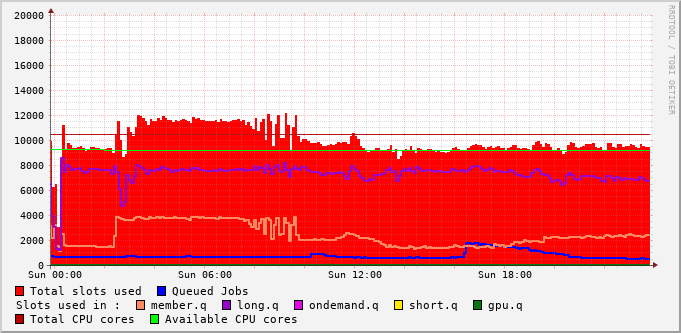 20000
18000
16000
14000
12000
10000
8000
6000
4000
2000
0
Sun 00:00 Sun 06:00 Sun 12:00 Sun 18:00
Total slots used Queued Jobs
Slots used in : member.q long.q ondemand.q short.q gpu.q
Total CPU cores Available CPU cores
RRDTOOL / TOBI OETIKER